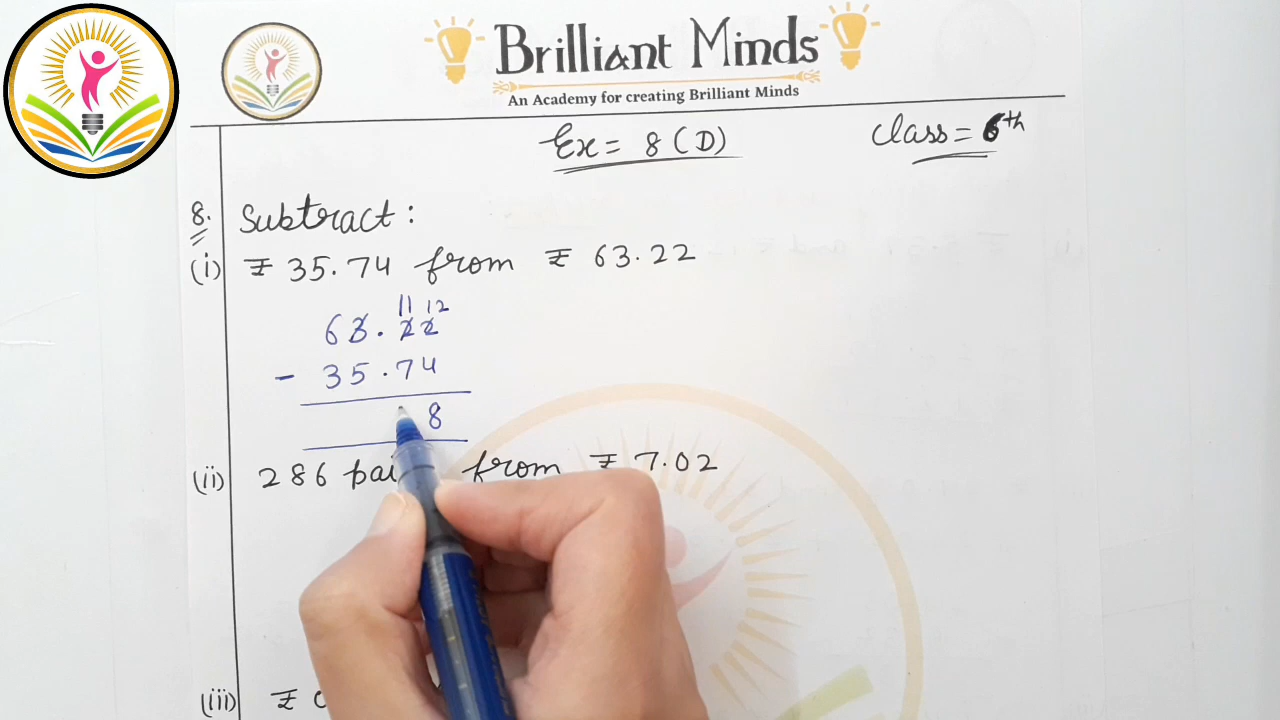 Brilliant Minds
An Academy for creating Brilliant Minds
Ex = 8 (D) Class = 6th
8. Subtract :
(i) ₹ 35.74 from ₹ 63.22
11 12
63.22
- 35.74
8
(ii) 286 from ₹ 7.02
(iii) ₹